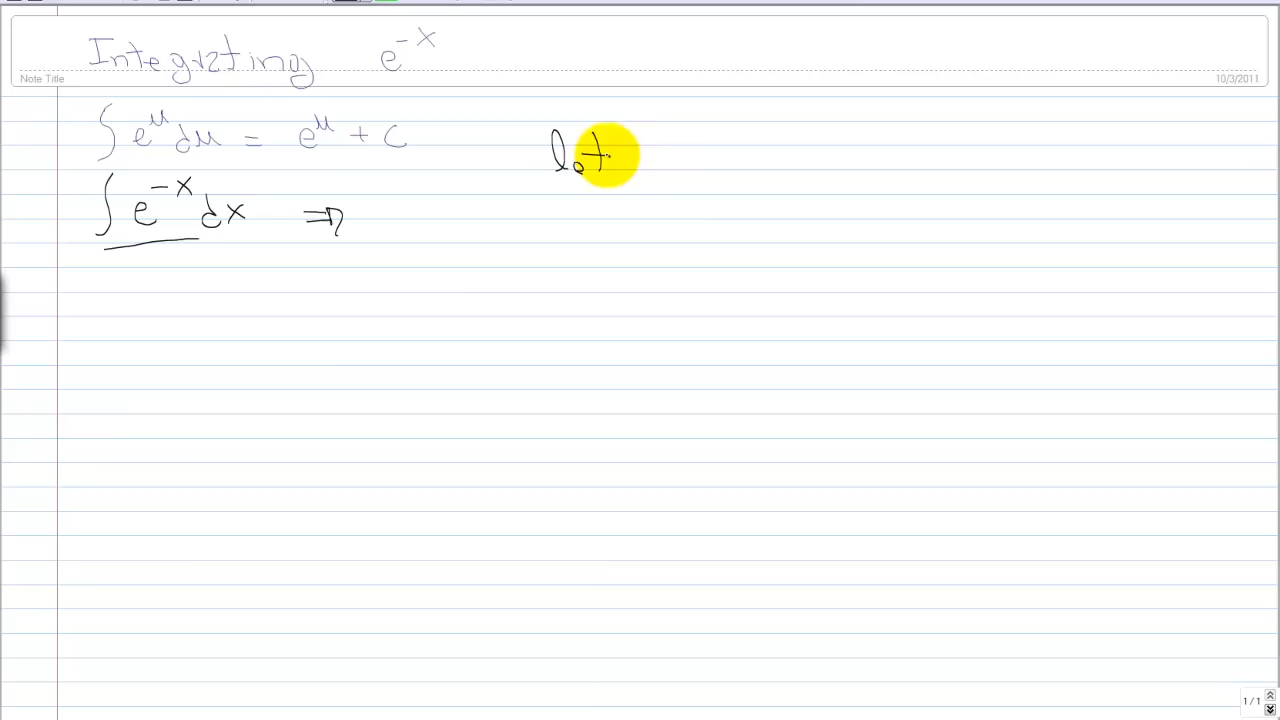 Integrating e^-x
Note Title
10/3/2011
∫ e^u du = e^u + c
let
∫ e^-x dx ⇒
1/1